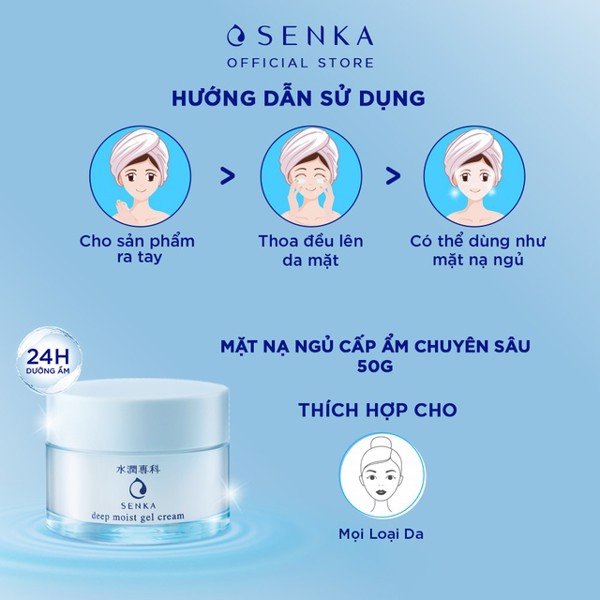 SENKA
OFFICIAL STORE
HƯỚNG DẪN SỬ DỤNG
Cho sản phẩm
ra tay
>
Thoa đều lên
da mặt
>
Có thể dùng như
mặt nạ ngủ
MẶT NẠ NGỦ CẤP ẨM CHUYÊN SÂU
50G
24H
DƯỠNG ẨM
THÍCH HỢP CHO
水潤専科
SENKA
deep moist gel cream
Mọi Loại Da